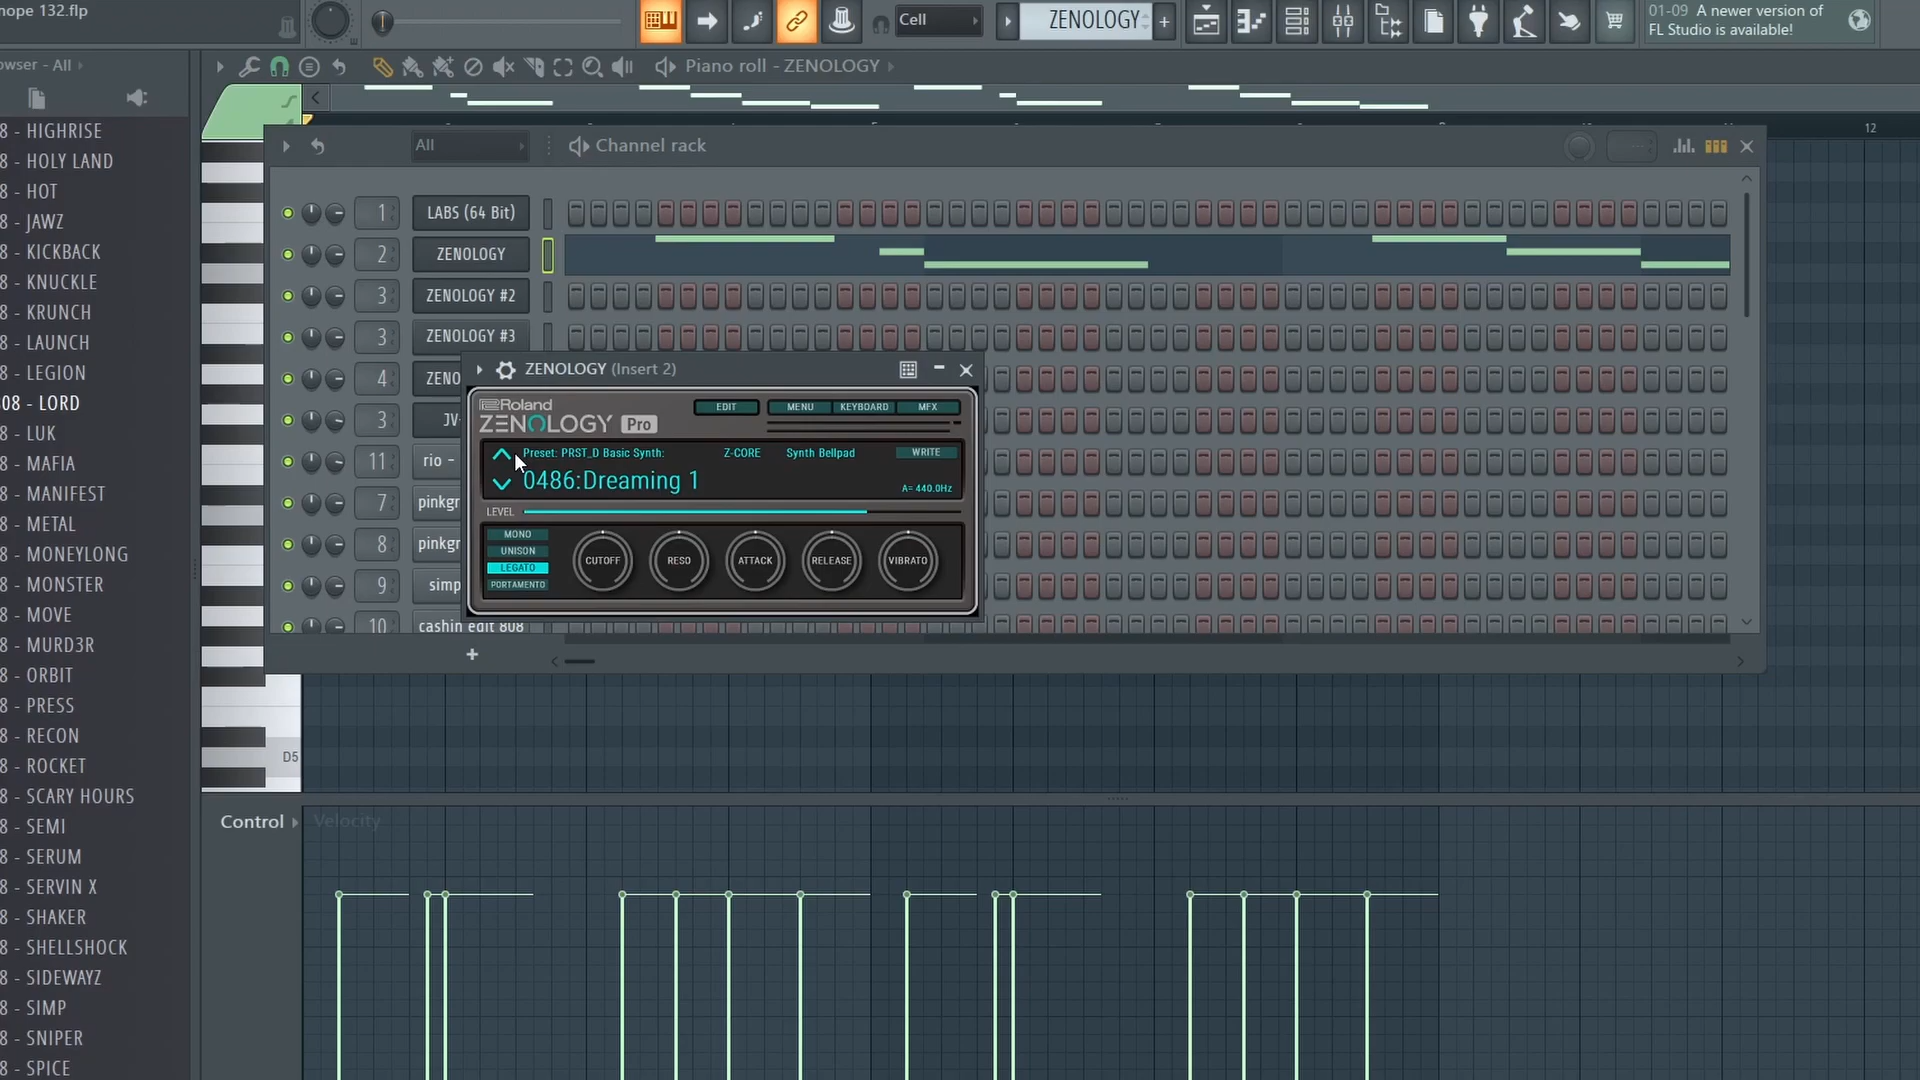 nope 132.flp
Cell
ZENOLOGY
+
01-09 A newer version of
FL Studio is available!
owser - All
Piano roll - ZENOLOGY
12
All
Channel rack
8 - HIGHRISE
8 - HOLY LAND
8 - HOT
8 - JAWZ
8 - KICKBACK
8 - KNUCKLE
8 - KRUNCH
8 - LAUNCH
8 - LEGION
08 - LORD
8 - LUK
8 - MAFIA
8 - MANIFEST
8 - METAL
8 - MONEYLONG
8 - MONSTER
8 - MOVE
8 - MURD3R
8 - ORBIT
8 - PRESS
8 - RECON
8 - ROCKET
8 - SCARY HOURS
8 - SEMI
8 - SERUM
8 - SERVIN X
8 - SHAKER
8 - SHELLSHOCK
8 - SIDEWAYZ
8 - SIMP
8 - SNIPER
8 - SPICE
1 LABS (64 Bit)
2 ZENOLOGY
3 ZENOLOGY #2
3 ZENOLOGY #3
4 ZENO
3 JV
11 rio -
7 pinkgr
8 pinkgr
9 simp
10 cashin edit 808
+
ZENOLOGY (Insert 2)
Roland
ZENOLOGY Pro
EDIT MENU KEYBOARD MFX
Preset: PRST_D Basic Synth: Z-CORE Synth Bellpad WRITE
0486:Dreaming 1
A= 440.0Hz
LEVEL
MONO
UNISON
LEGATO
PORTAMENTO
CUTOFF RESO ATTACK RELEASE VIBRATO
D5
Control Velocity